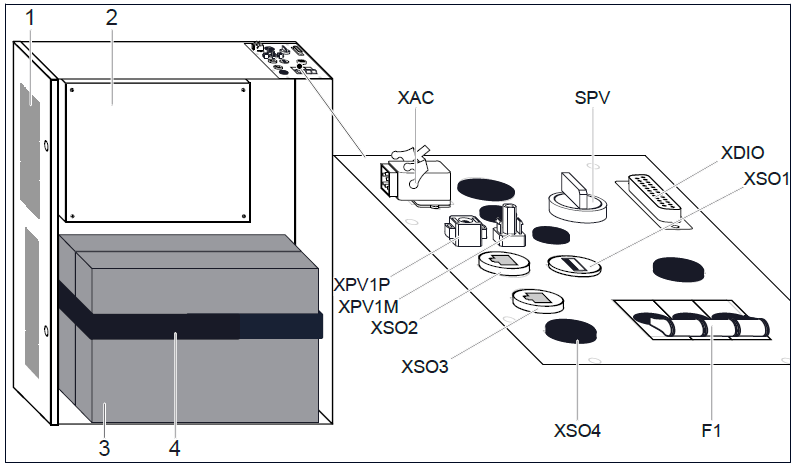 1
2
XAC
SPV
XDIO
XSO1
XPV1P
XPV1M
XSO2
XSO3
3
4
XSO4
F1